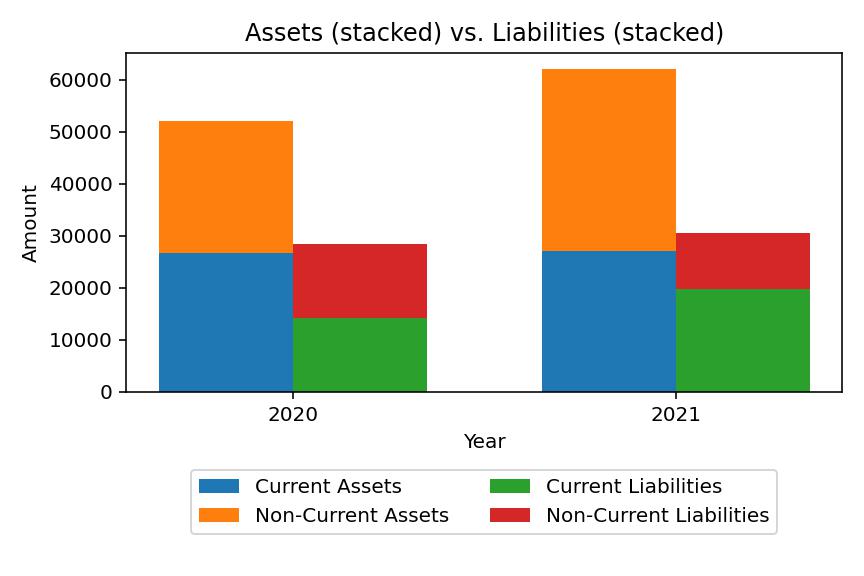 Assets (stacked) vs. Liabilities (stacked)
60000
50000
40000
30000
20000
10000
0
Amount
2020
2021
Year
Current Assets
Non-Current Assets
Current Liabilities
Non-Current Liabilities